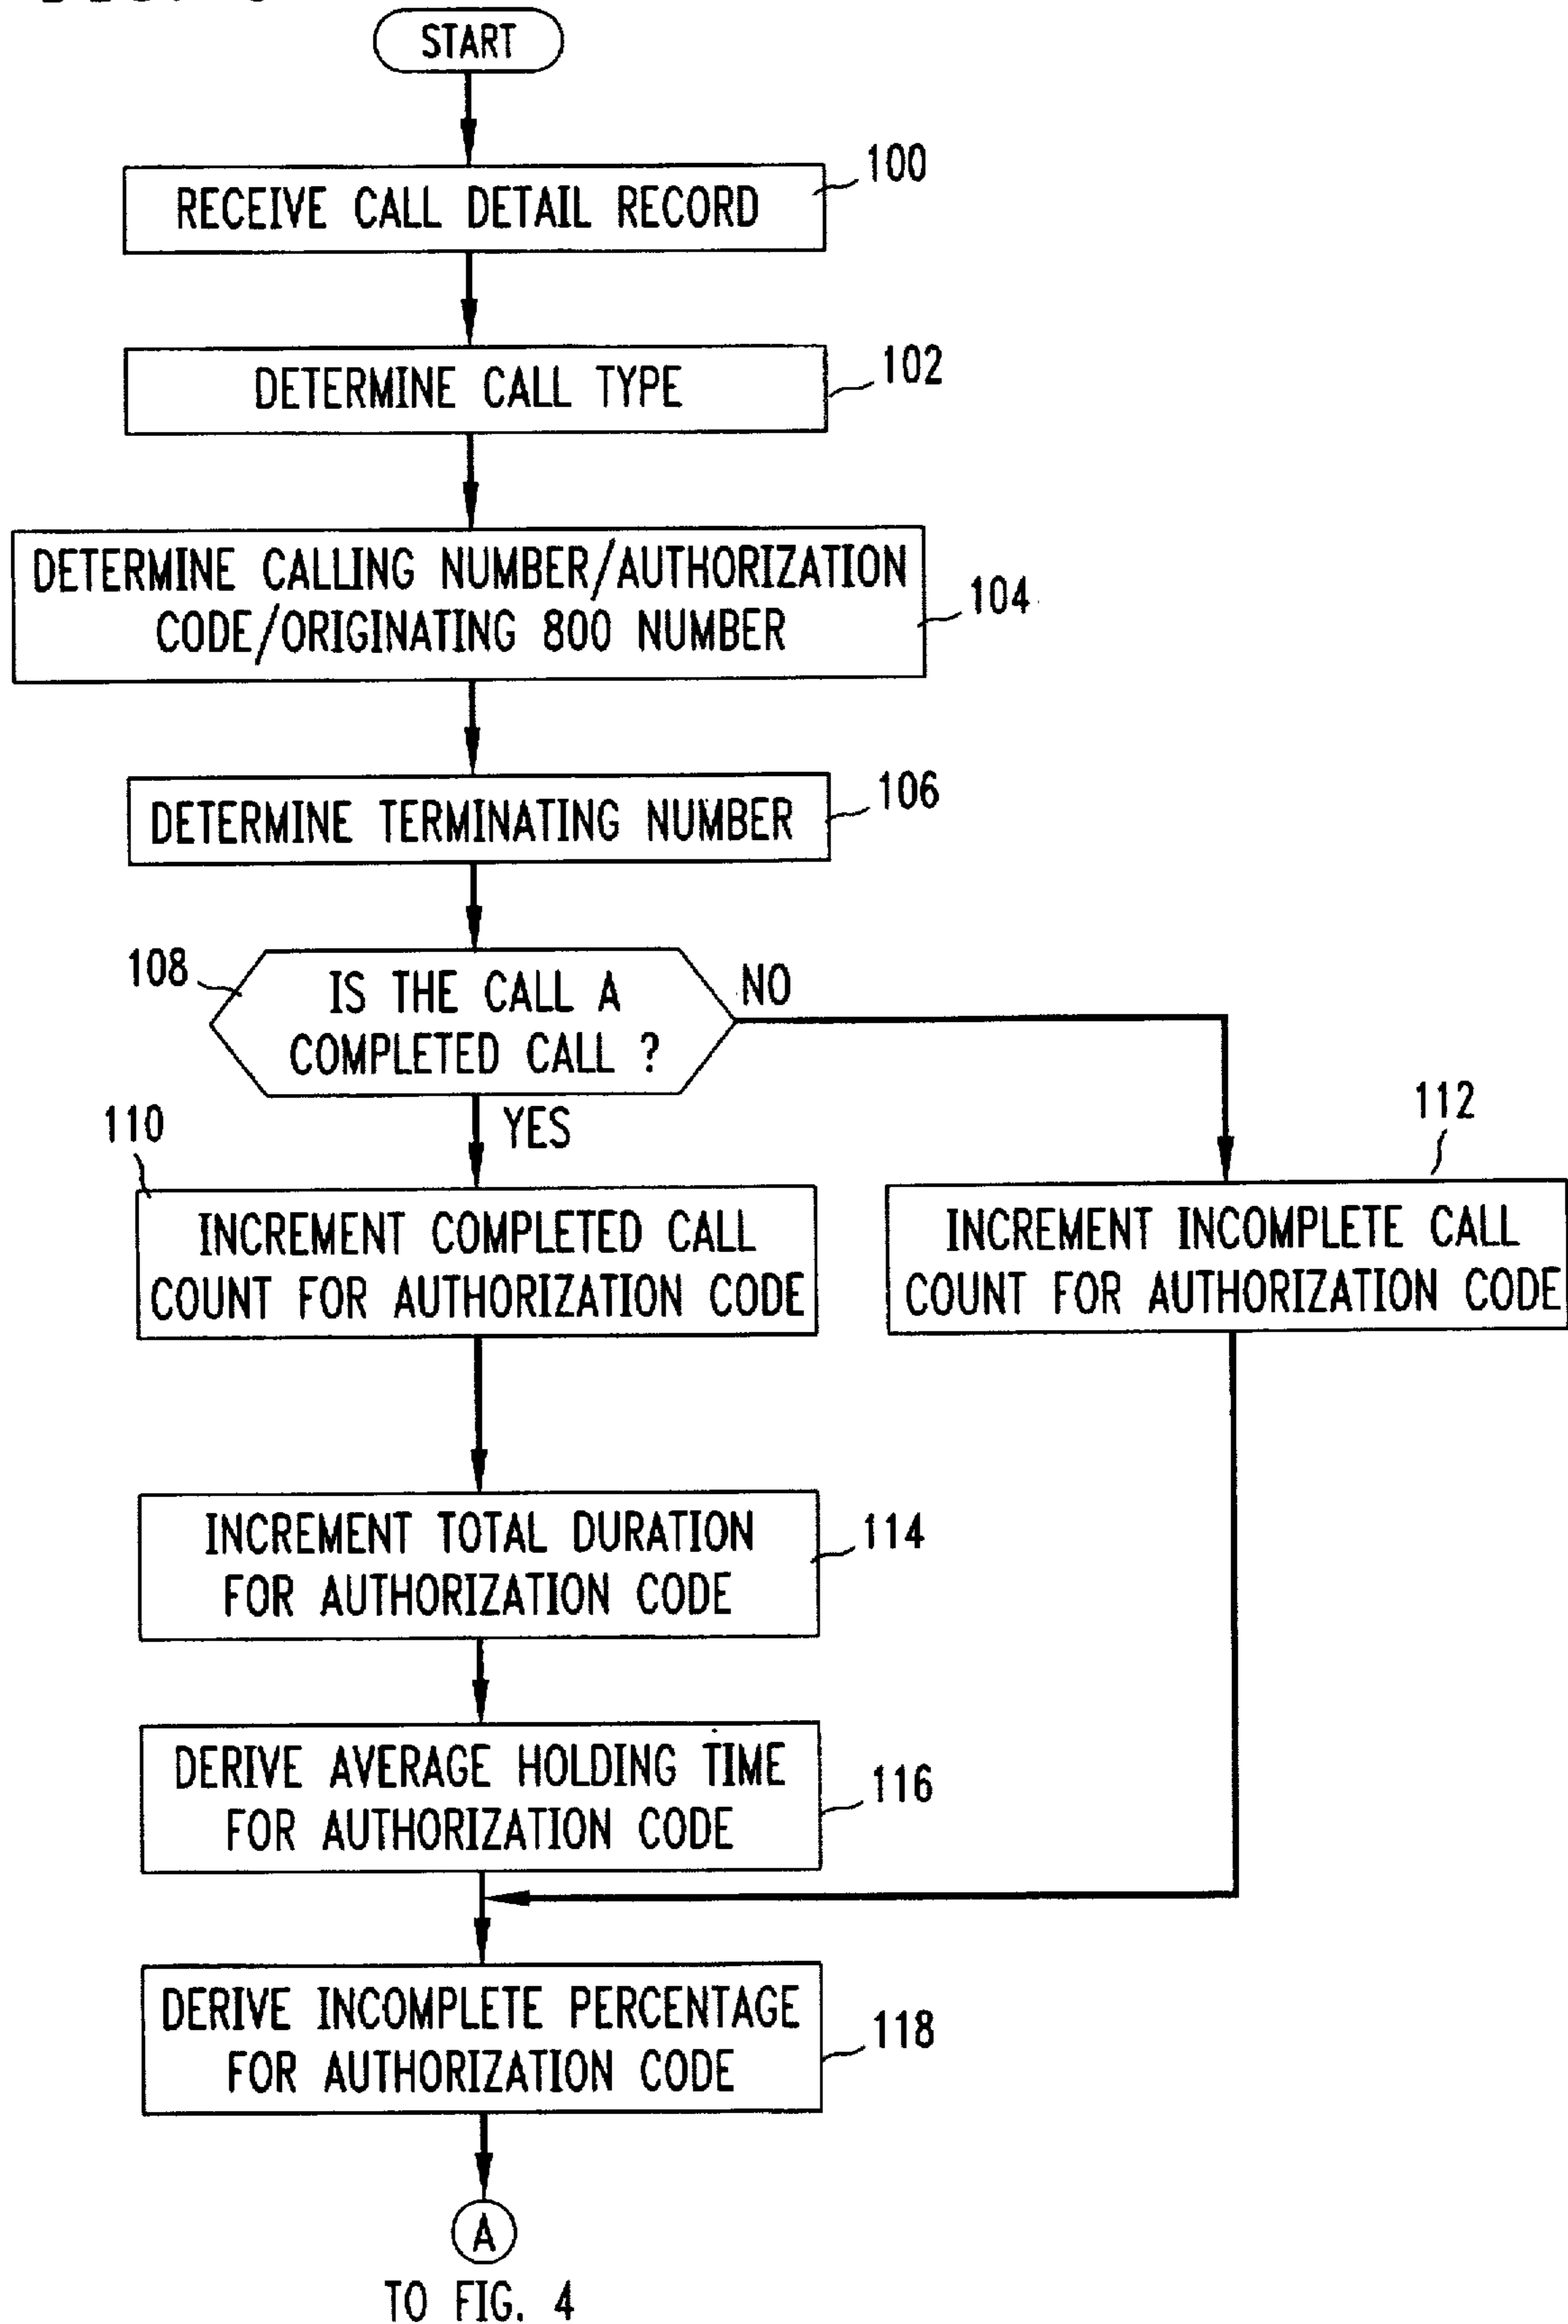 START
100
RECEIVE CALL DETAIL RECORD
102
DETERMINE CALL TYPE
DETERMINE CALLING NUMBER/AUTHORIZATION
CODE/ORIGINATING 800 NUMBER
104
106
DETERMINE TERMINATING NUMBER
108
IS THE CALL A
COMPLETED CALL ?
NO
YES
110
112
INCREMENT COMPLETED CALL
COUNT FOR AUTHORIZATION CODE
INCREMENT INCOMPLETE CALL
COUNT FOR AUTHORIZATION CODE
INCREMENT TOTAL DURATION
FOR AUTHORIZATION CODE
114
DERIVE AVERAGE HOLDING TIME
FOR AUTHORIZATION CODE
116
DERIVE INCOMPLETE PERCENTAGE
FOR AUTHORIZATION CODE
118
A
TO FIG. 4